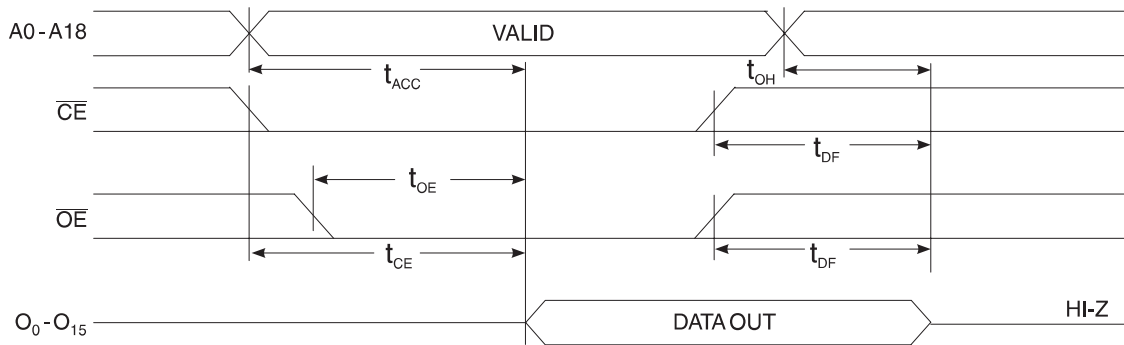 A0 - A18
VALID
tACC
tOH
CE
tDF
tOE
OE
tCE
tDF
O0 - O15
DATA OUT
HI-Z